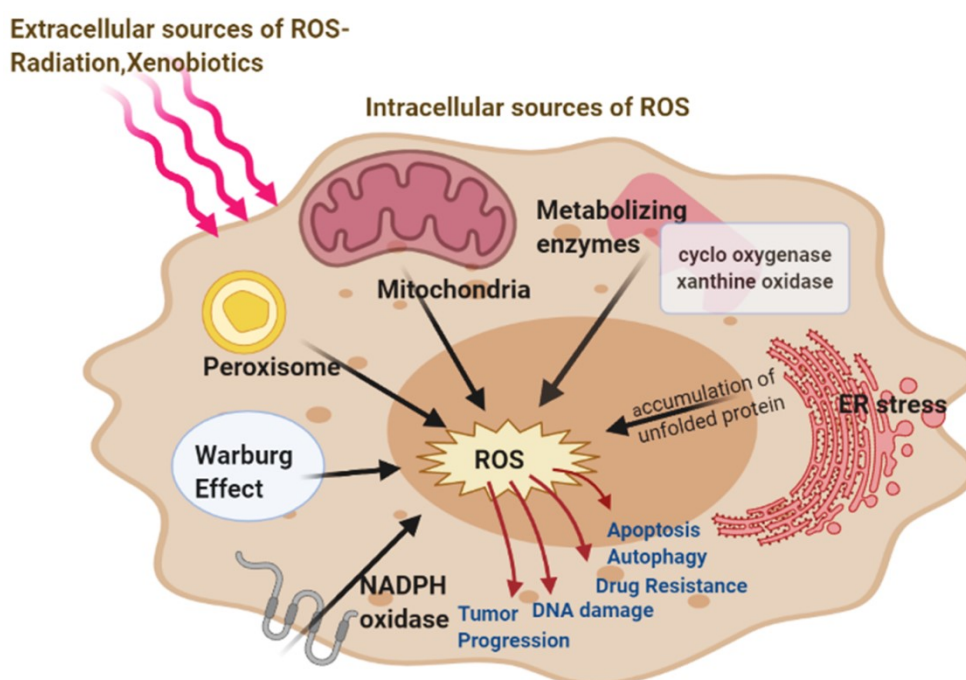 Extracellular sources of ROS-
Radiation,Xenobiotics
Intracellular sources of ROS
Metabolizing
enzymes
cyclo oxygenase
xanthine oxidase
Mitochondria
Peroxisome
accumulation of
unfolded protein
ER stress
Warburg
Effect
ROS
NADPH
oxidase
Apoptosis
Autophagy
Drug Resistance
DNA damage
Tumor
Progression